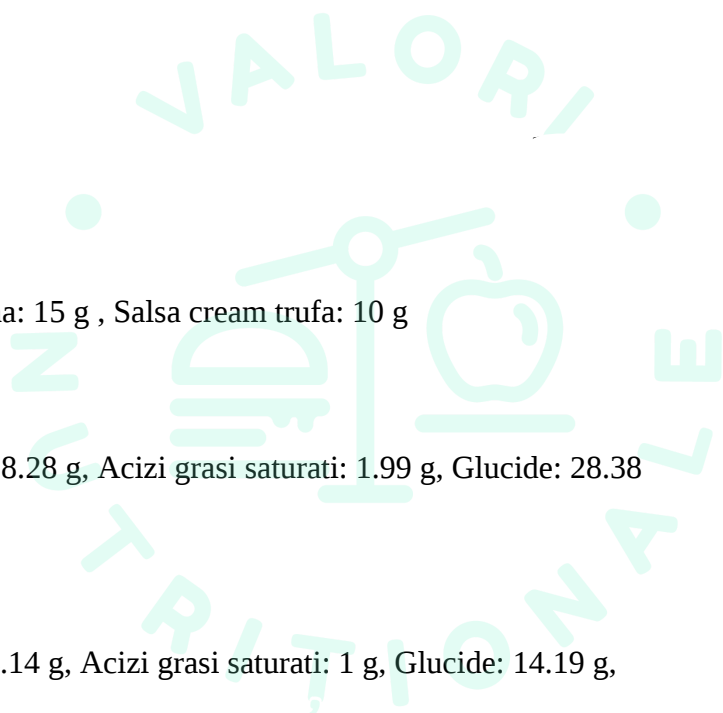 VALORI
a: 15 g , Salsa cream trufa: 10 g
8.28 g, Acizi grasi saturati: 1.99 g, Glucide: 28.38
.14 g, Acizi grasi saturati: 1 g, Glucide: 14.19 g,
NUTRITIONALE